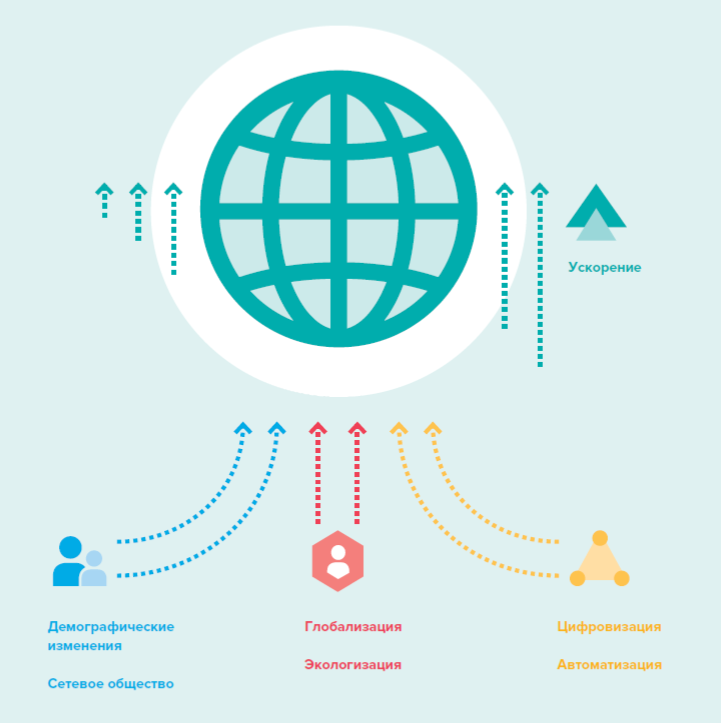 Ускорение
Демографические
изменения
Сетевое общество
Глобализация
Экологизация
Цифровизация
Автоматизация